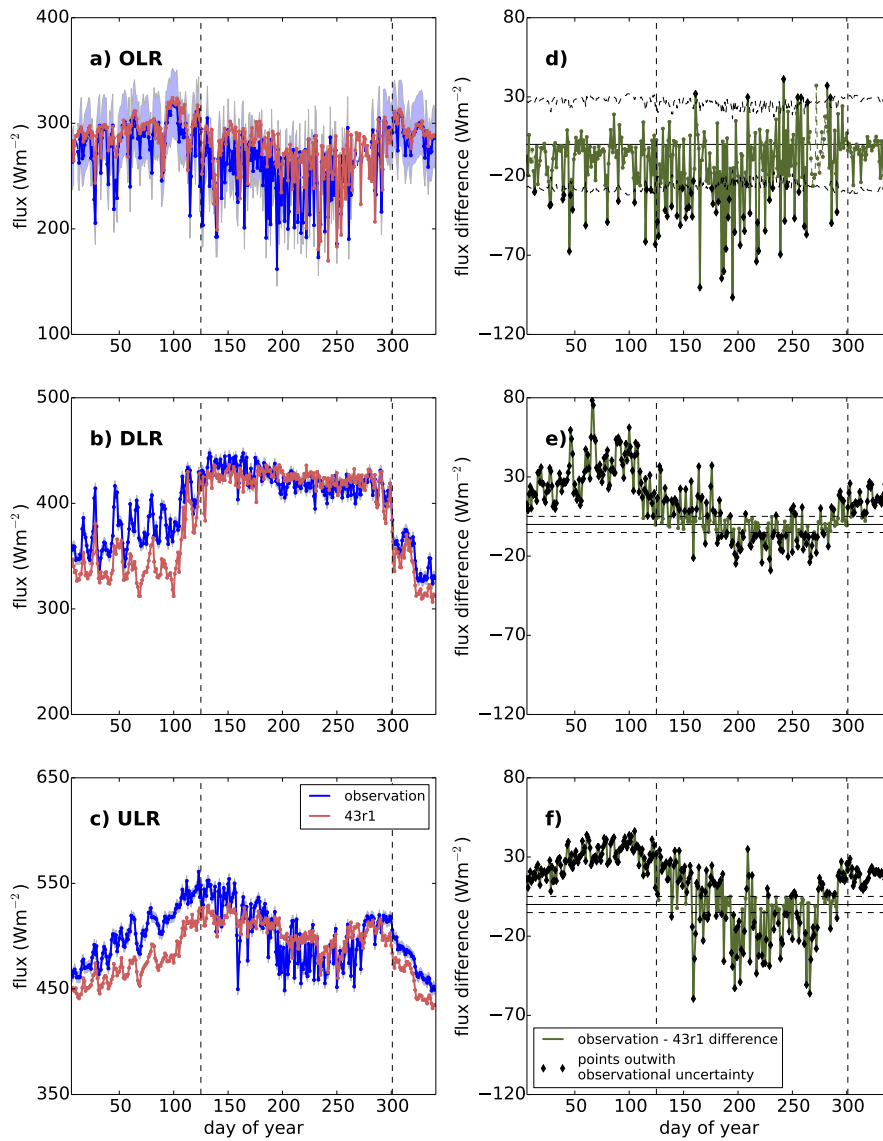 a) OLR
400
300
200
100
flux (Wm⁻²)
50 100 150 200 250 300
d)
80
30
−20
−70
−120
flux difference (Wm⁻²)
50 100 150 200 250 300
b) DLR
500
400
300
200
flux (Wm⁻²)
50 100 150 200 250 300
e)
80
30
−20
−70
−120
flux difference (Wm⁻²)
50 100 150 200 250 300
c) ULR
observation
43r1
650
550
450
350
flux (Wm⁻²)
50 100 150 200 250 300
day of year
f)
80
30
−20
−70
−120
flux difference (Wm⁻²)
observation - 43r1 difference
points outwith
observational uncertainty
50 100 150 200 250 300
day of year